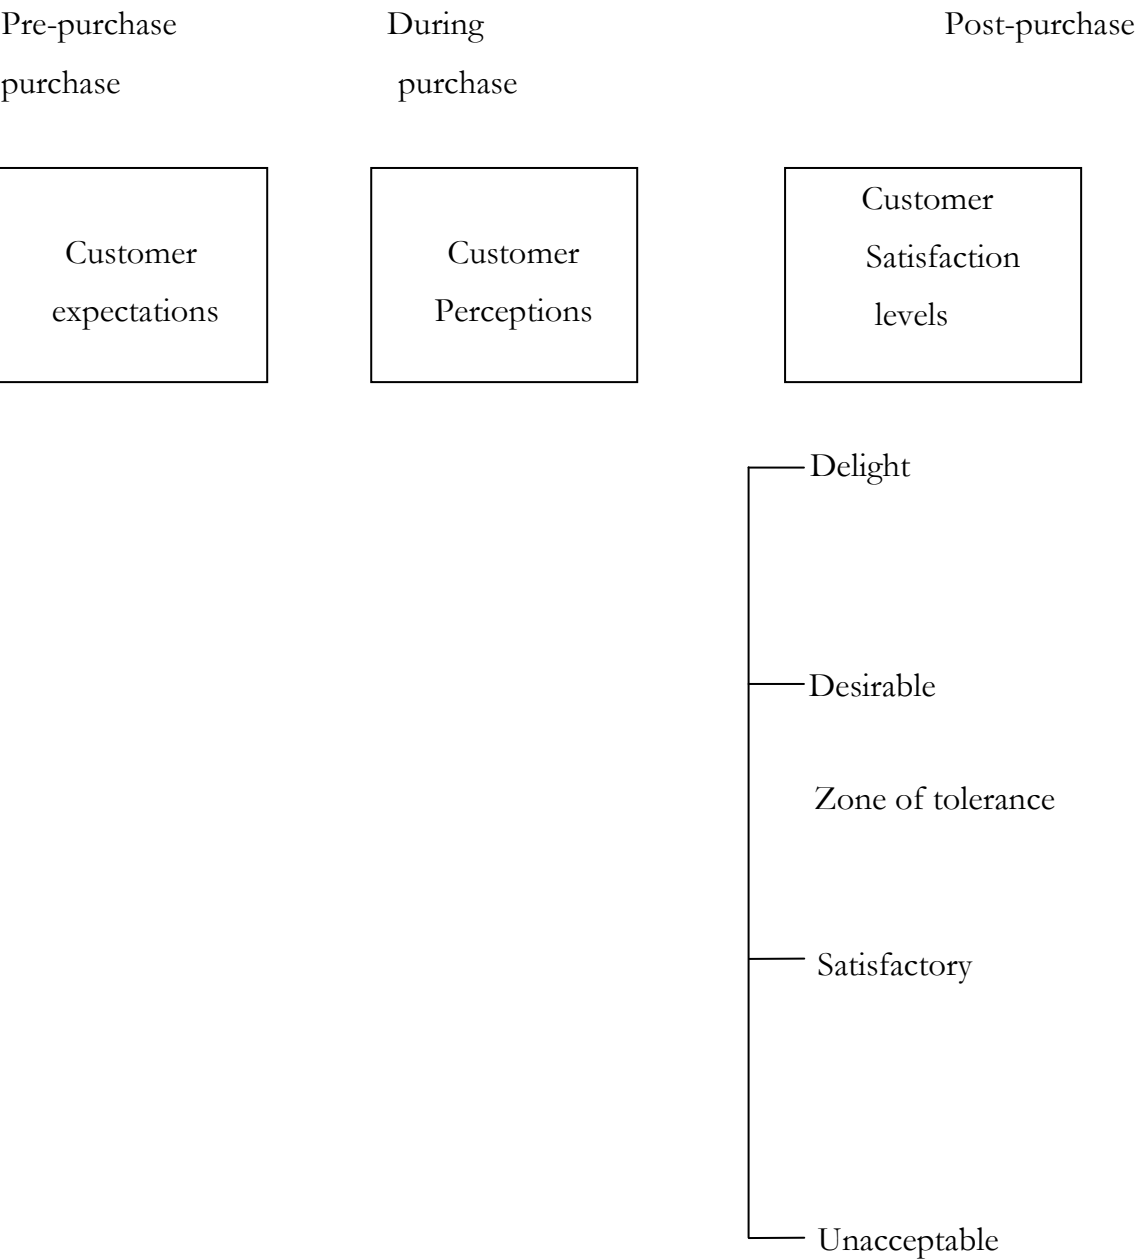 Pre-purchase During Post-purchase
purchase purchase
Customer
expectations
Customer
Perceptions
Customer
Satisfaction
levels
Delight
Desirable
Zone of tolerance
Satisfactory
Unacceptable